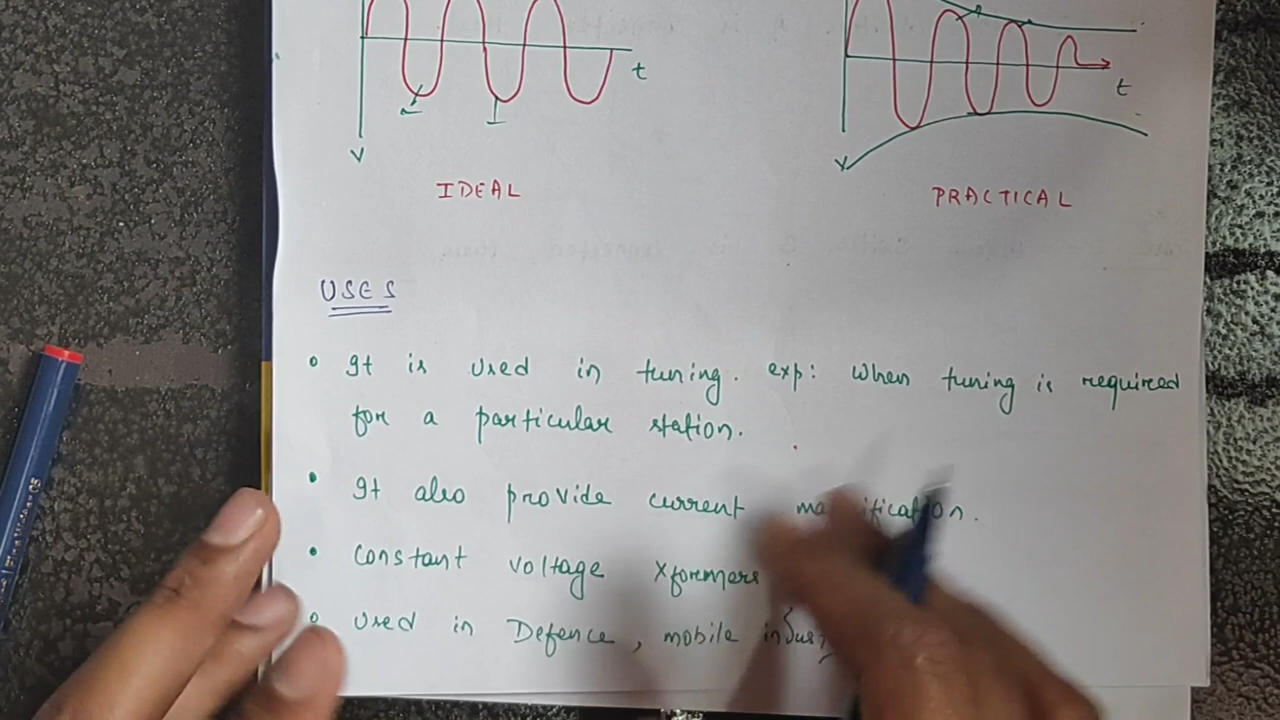 t
t
V
V
IDEAL
PRACTICAL
USES
• It is used in tuning. exp: When tuning is required
for a particular station.
• It also provide current magnification.
• Constant voltage Xformers
• Used in Defence, mobile